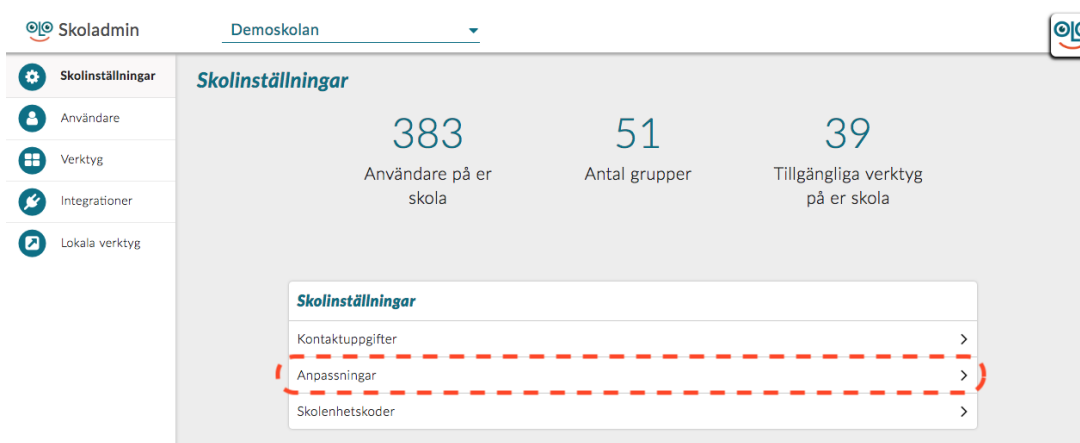 Skoladmin
Demoskolan
Skolinställningar
Användare
Verktyg
Integrationer
Lokala verktyg
Skolinställningar
383
Användare på er
skola
51
Antal grupper
39
Tillgängliga verktyg
på er skola
Skolinställningar
Kontaktuppgifter
Anpassningar
Skolenhetskoder